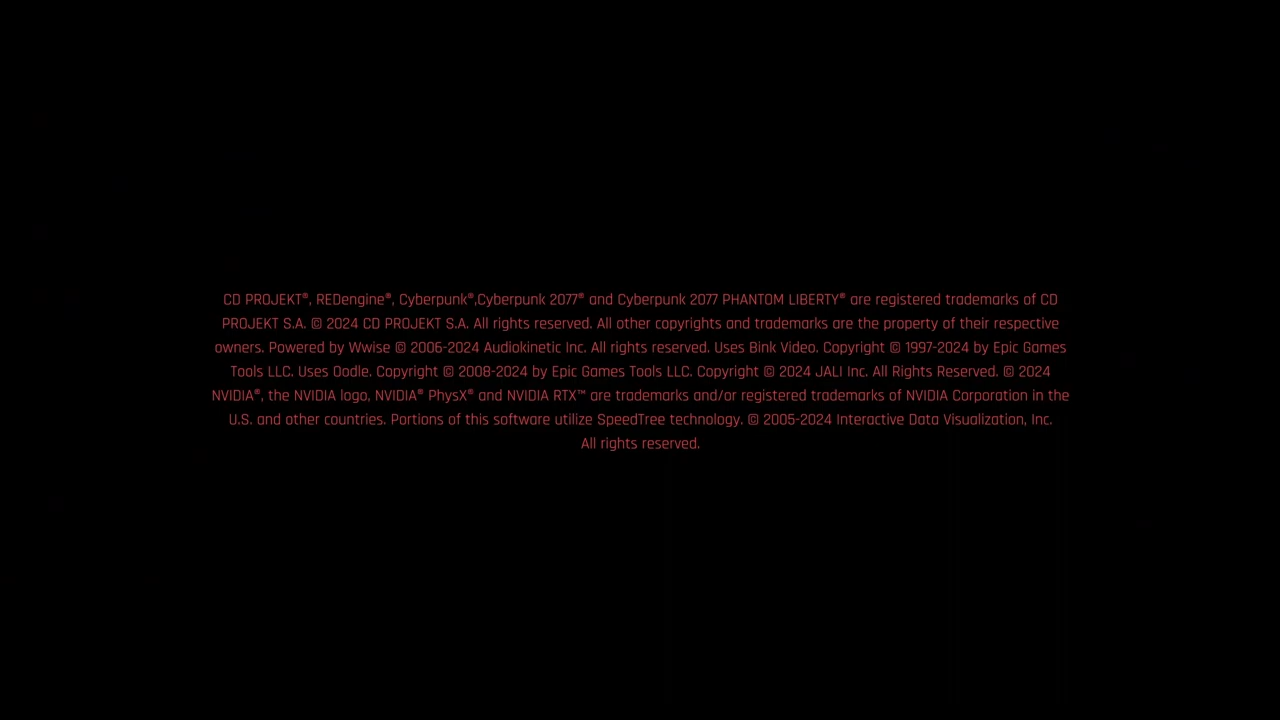 CD PROJEKT®, REDengine®, Cyberpunk®,Cyberpunk 2077® and Cyberpunk 2077 PHANTOM LIBERTY® are registered trademarks of CD
PROJEKT S.A. © 2024 CD PROJEKT S.A. All rights reserved. All other copyrights and trademarks are the property of their respective
owners. Powered by Wwise © 2006-2024 Audiokinetic Inc. All rights reserved. Uses Bink Video. Copyright © 1997-2024 by Epic Games
Tools LLC. Uses Oodle. Copyright © 2008-2024 by Epic Games Tools LLC. Copyright © 2024 JALI Inc. All Rights Reserved. © 2024
NVIDIA®, the NVIDIA logo, NVIDIA® PhysX® and NVIDIA RTX™ are trademarks and/or registered trademarks of NVIDIA Corporation in the
U.S. and other countries. Portions of this software utilize SpeedTree technology. © 2005-2024 Interactive Data Visualization, Inc.
All rights reserved.